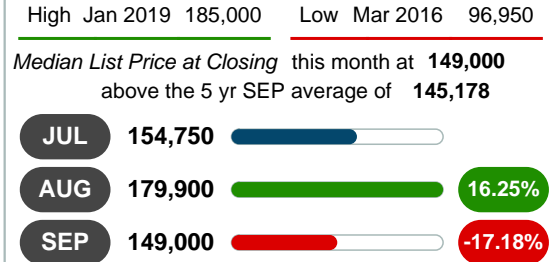 High Jan 2019 185,000 Low Mar 2016 96,950
Median List Price at Closing this month at 149,000
above the 5 yr SEP average of 145,178
JUL 154,750
AUG 179,900 16.25%
SEP 149,000 -17.18%